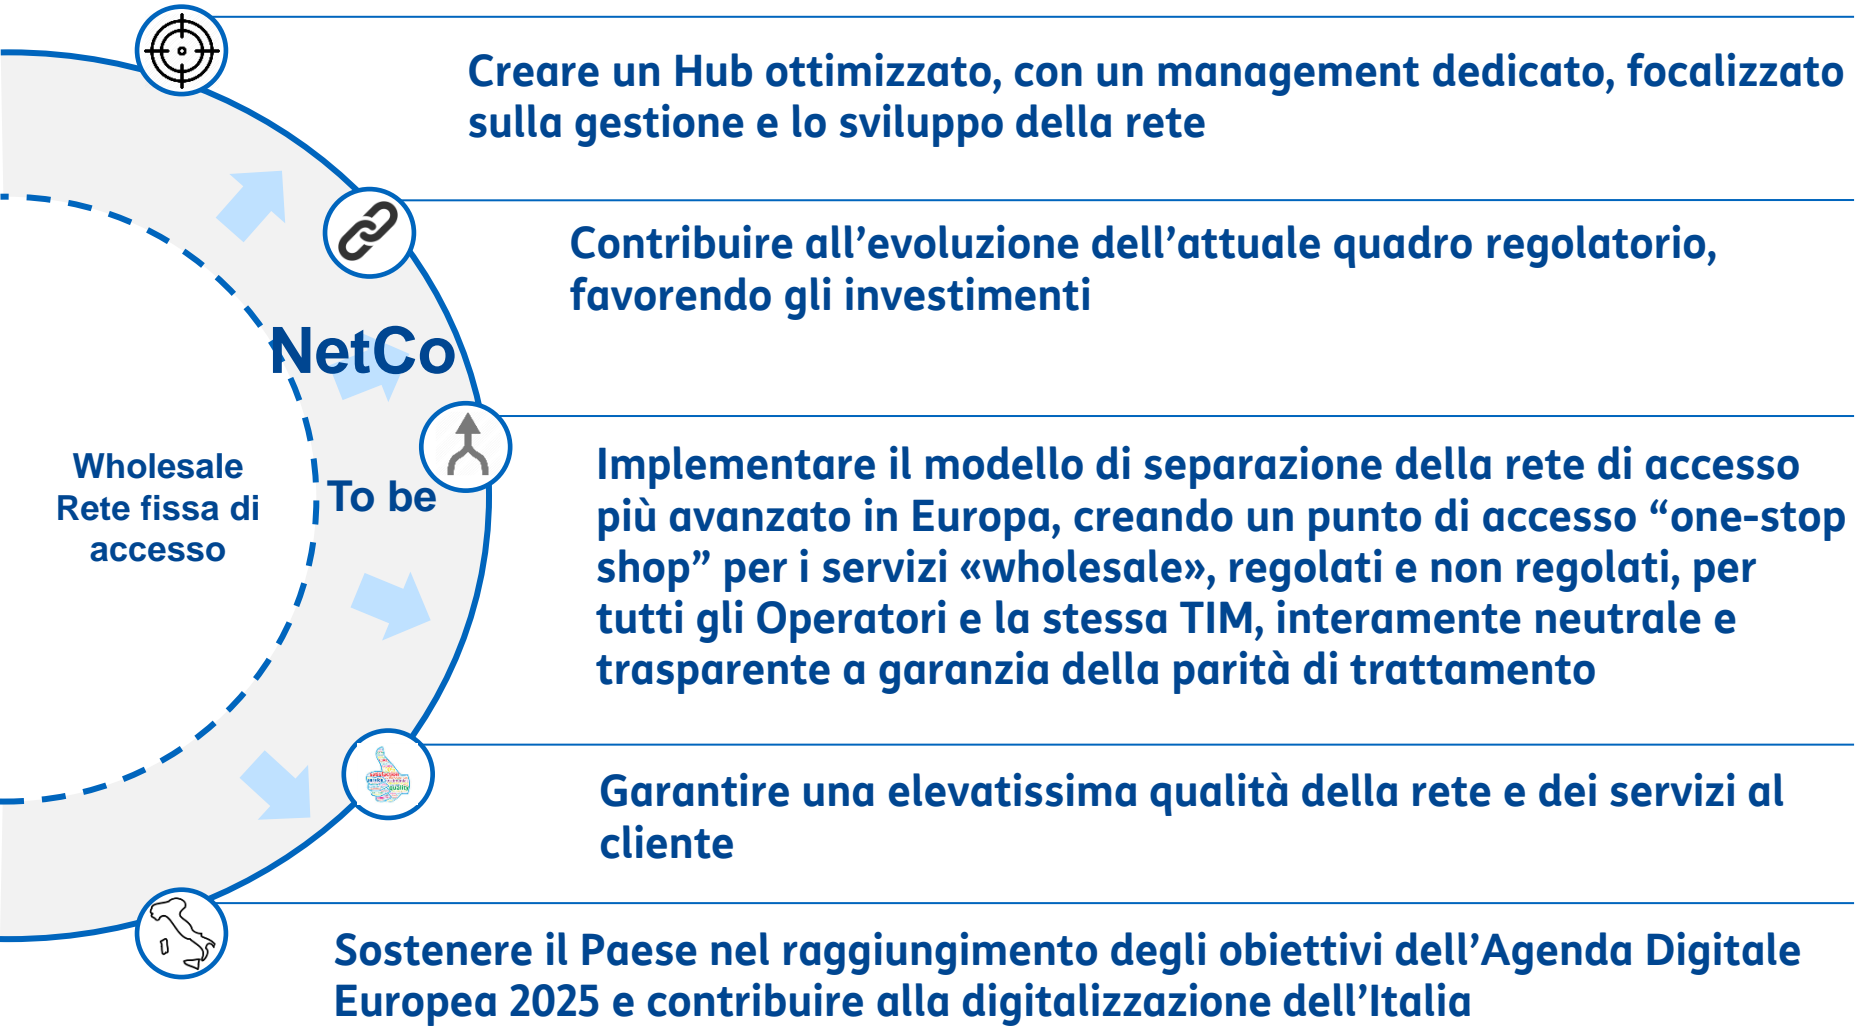 Creare un Hub ottimizzato, con un management dedicato, focalizzato
sulla gestione e lo sviluppo della rete
Contribuire all’evoluzione dell’attuale quadro regolatorio,
favorendo gli investimenti
NetCo
Wholesale
Rete fissa di
accesso
To be
Implementare il modello di separazione della rete di accesso
più avanzato in Europa, creando un punto di accesso “one-stop
shop” per i servizi «wholesale», regolati e non regolati, per
tutti gli Operatori e la stessa TIM, interamente neutrale e
trasparente a garanzia della parità di trattamento
Garantire una elevatissima qualità della rete e dei servizi al
cliente
Sostenere il Paese nel raggiungimento degli obiettivi dell’Agenda Digitale
Europea 2025 e contribuire alla digitalizzazione dell’Italia